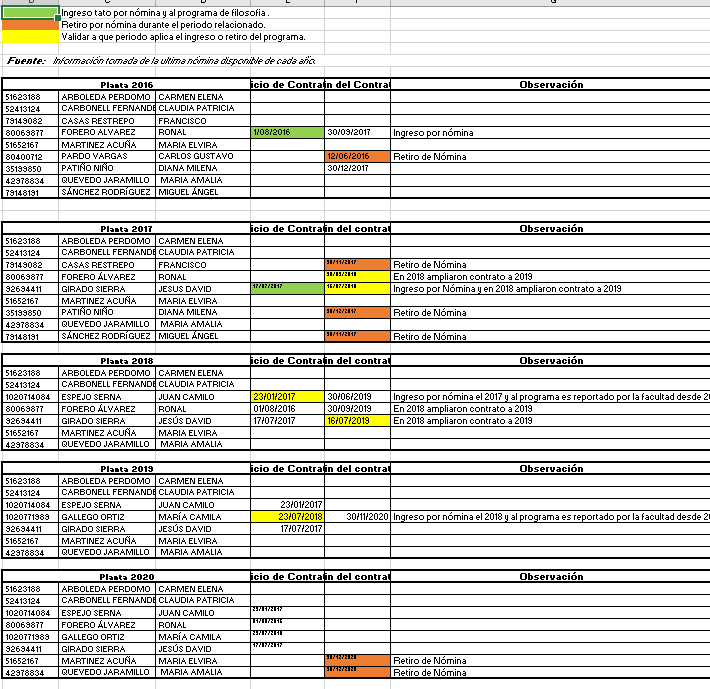 Ingreso tato por nómina y al programa de filosofia .
Retiro por nómina durante el periodo relacionado.
Validar a que periodo aplica el ingreso o retiro del programa.
Fuente: Información tomada de la ultima nómina disponible de cada año.
Planta 2016 icio de Contra in del Contrat Observación
51623188 ARBOLEDA PERDOMO CARMEN ELENA
52413124 CARBONELL FERNANDE CLAUDIA PATRICIA
79149082 CASAS RESTREPO FRANCISCO
80069877 FORERO ALVAREZ RONAL 1/08/2016 30/09/2017 Ingreso por nómina
51652167 MARTINEZ ACUÑA MARIA ELVIRA
80400712 PARDO VARGAS CARLOS GUSTAVO 12/06/2016 Retiro de Nómina
35199850 PATIÑO NIÑO DIANA MILENA 30/12/2017
42978834 QUEVEDO JARAMILLO MARIA AMALIA
79148191 SÁNCHEZ RODRÍGUEZ MIGUEL ÁNGEL
Planta 2017 icio de Contra in del contrat Observación
51623188 ARBOLEDA PERDOMO CARMEN ELENA
52413124 CARBONELL FERNANDE CLAUDIA PATRICIA
79149082 CASAS RESTREPO FRANCISCO 30/11/2017 Retiro de Nómina
80069877 FORERO ÁLVAREZ RONAL 30/09/2018 En 2018 ampliaron contrato a 2019
92694411 GIRADO SIERRA JESUS DAVID 17/07/2017 16/07/2018 Ingreso por Nómina y en 2018 ampliaron contrato a 2019
51652167 MARTINEZ ACUÑA MARIA ELVIRA
35199850 PATIÑO NIÑO DIANA MILENA 30/12/2017 Retiro de Nómina
42978834 QUEVEDO JARAMILLO MARIA AMALIA
79148191 SÁNCHEZ RODRÍGUEZ MIGUEL ÁNGEL 30/11/2017 Retiro de Nómina
Planta 2018 icio de Contra in del contrat Observación
51623188 ARBOLEDA PERDOMO CARMEN ELENA
52413124 CARBONELL FERNANDE CLAUDIA PATRICIA
1020714084 ESPEJO SERNA JUAN CAMILO 23/01/2017 30/06/2019 Ingreso por nómina el 2017 y al programa es reportado por la facultad desde 20
80069877 FORERO ÁLVAREZ RONAL 01/08/2016 30/09/2019 En 2018 ampliaron contrato a 2019
92694411 GIRADO SIERRA JESÚS DAVID 17/07/2017 16/07/2019 En 2018 ampliaron contrato a 2019
51652167 MARTINEZ ACUÑA MARIA ELVIRA
42978834 QUEVEDO JARAMILLO MARIA AMALIA
Planta 2019 icio de Contra in del contrat Observación
51623188 ARBOLEDA PERDOMO CARMEN ELENA
52413124 CARBONELL FERNANDE CLAUDIA PATRICIA
1020714084 ESPEJO SERNA JUAN CAMILO 23/01/2017
1020771989 GALLEGO ORTIZ MARÍA CAMILA 23/07/2018 30/11/2020 Ingreso por nómina el 2018 y al programa es reportado por la facultad desde 20
92694411 GIRADO SIERRA JESÚS DAVID 17/07/2017
51652167 MARTINEZ ACUÑA MARIA ELVIRA
42978834 QUEVEDO JARAMILLO MARIA AMALIA
Planta 2020 icio de Contra in del contrat Observación
51623188 ARBOLEDA PERDOMO CARMEN ELENA
52413124 CARBONELL FERNANDE CLAUDIA PATRICIA
1020714084 ESPEJO SERNA JUAN CAMILO 23/01/2017
80069877 FORERO ÁLVAREZ RONAL 01/08/2016
1020771989 GALLEGO ORTIZ MARÍA CAMILA 23/07/2018
92694411 GIRADO SIERRA JESÚS DAVID 17/07/2017
51652167 MARTINEZ ACUÑA MARIA ELVIRA 30/12/2020 Retiro de Nómina
42978834 QUEVEDO JARAMILLO MARIA AMALIA 30/12/2020 Retiro de Nómina